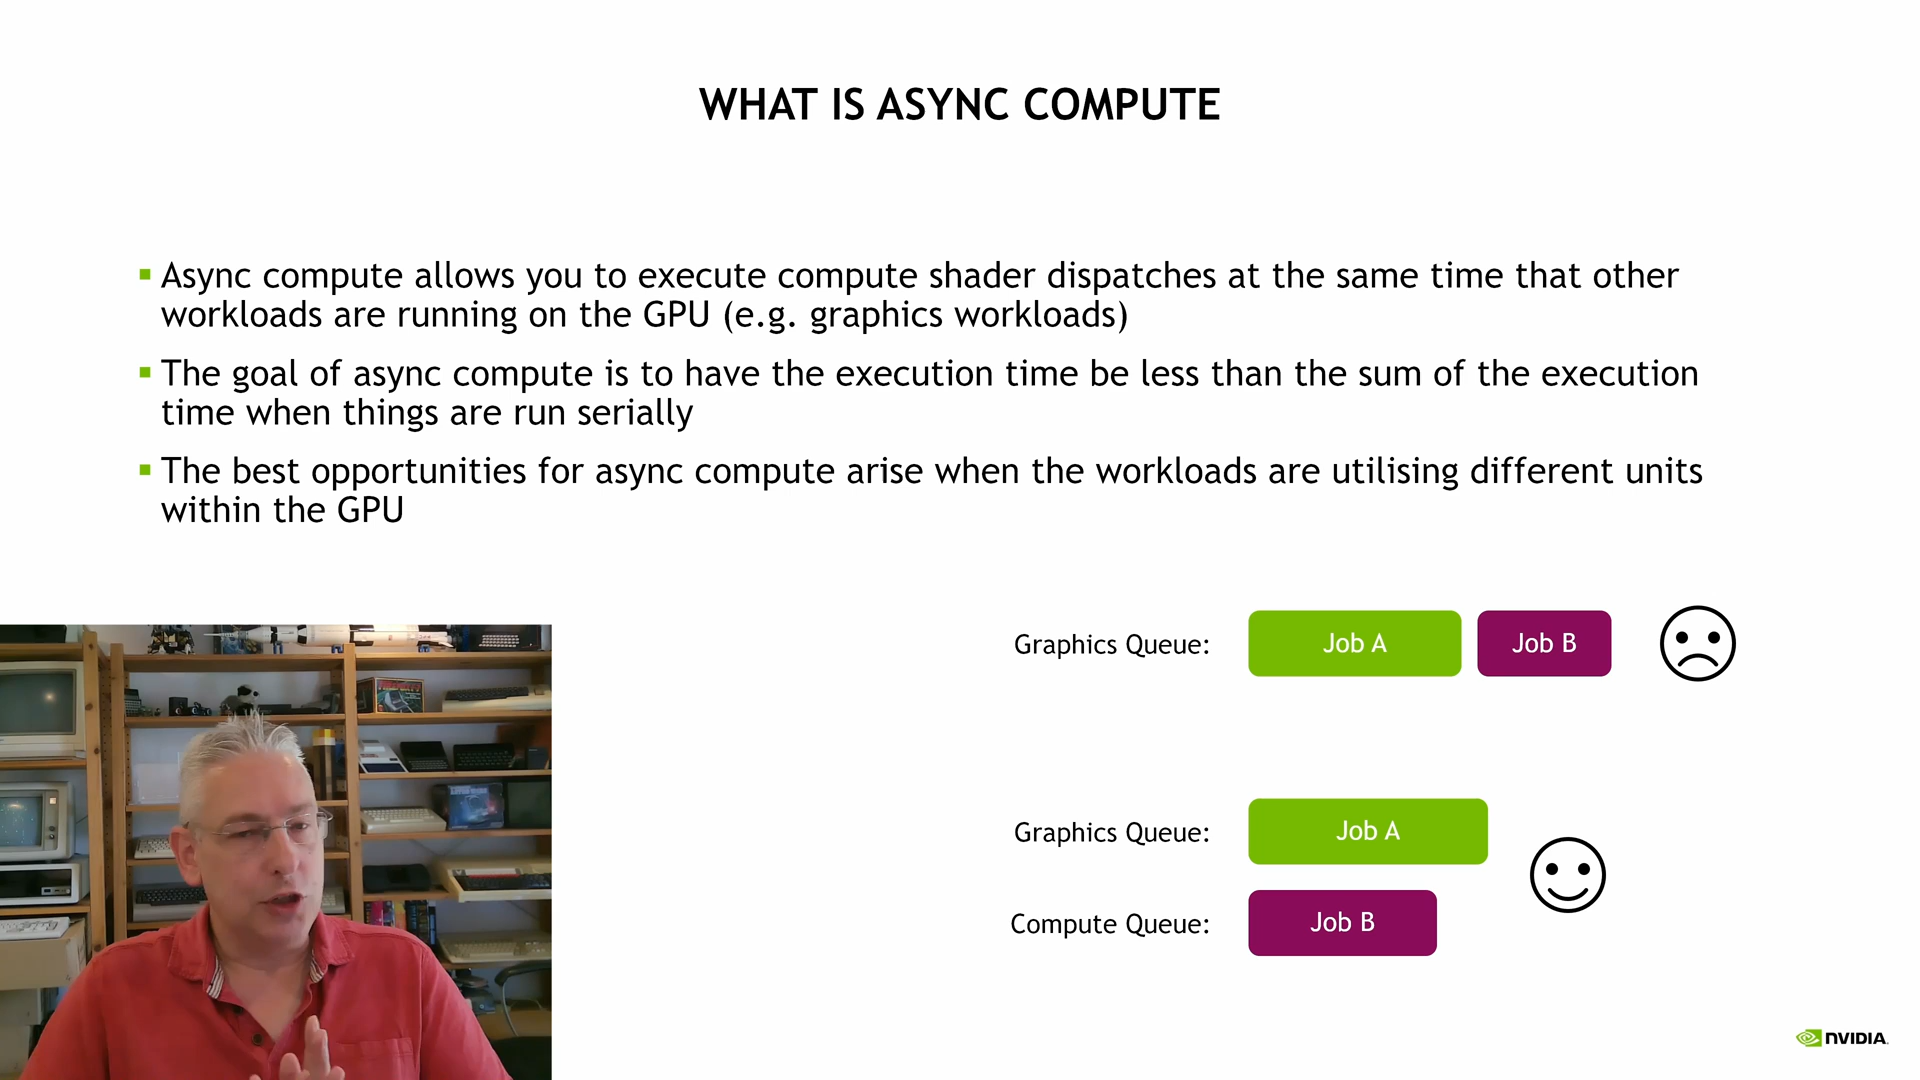 WHAT IS ASYNC COMPUTE
▪ Async compute allows you to execute compute shader dispatches at the same time that other
workloads are running on the GPU (e.g. graphics workloads)
▪ The goal of async compute is to have the execution time be less than the sum of the execution
time when things are run serially
▪ The best opportunities for async compute arise when the workloads are utilising different units
within the GPU
Graphics Queue: Job A Job B
Graphics Queue: Job A
Compute Queue: Job B
NVIDIA